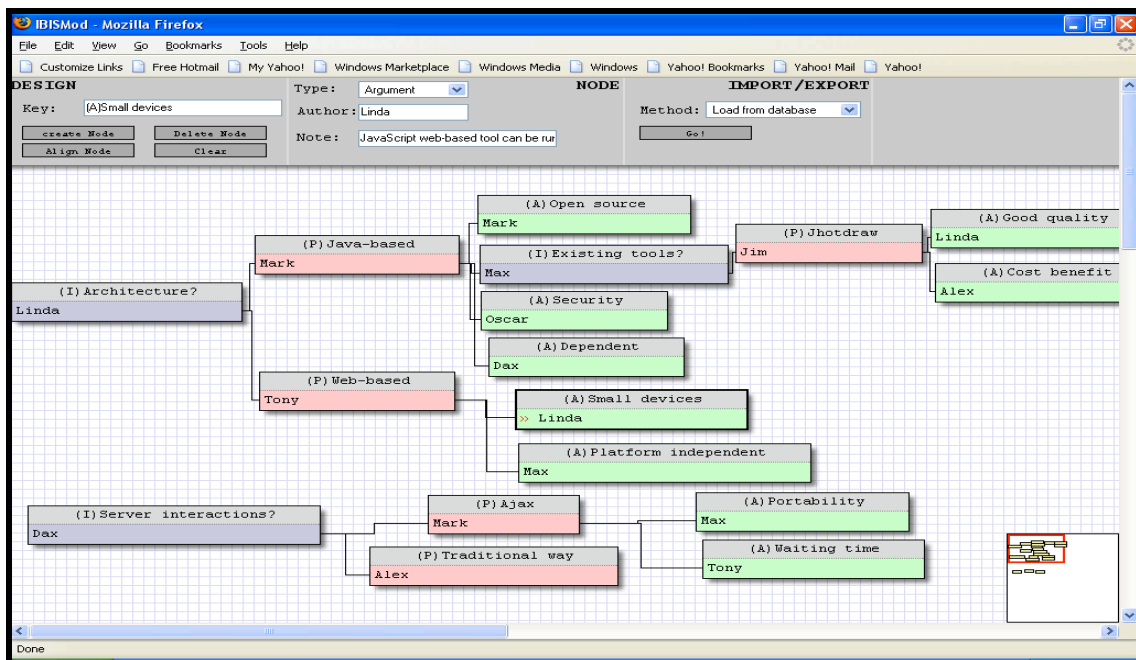 IBISMod - Mozilla Firefox
File Edit View Go Bookmarks Tools Help
Customize Links Free Hotmail My Yahoo! Windows Marketplace Windows Media Windows Yahoo! Bookmarks Yahoo! Mail Yahoo!
DESIGN
Key: (A)Small devices
create Node Delete Node
Align Node Clear
NODE
Type: Argument
Author: Linda
Note: JavaScript web-based tool can be rur
IMPORT/EXPORT
Method: Load from database
Go!
(I)Architecture?
Linda
(P)Java-based
Mark
(A)Open source
Mark
(I)Existing tools?
Max
(P)Jhotdraw
Jim
(A)Good quality
Linda
(A)Cost benefit
Alex
(A)Security
Oscar
(A)Dependent
Dax
(P)Web-based
Tony
(A)Small devices
» Linda
(A)Platform independent
Max
(I)Server interactions?
Dax
(P)Ajax
Mark
(A)Portability
Max
(A)Waiting time
Tony
(P)Traditional way
Alex
Done